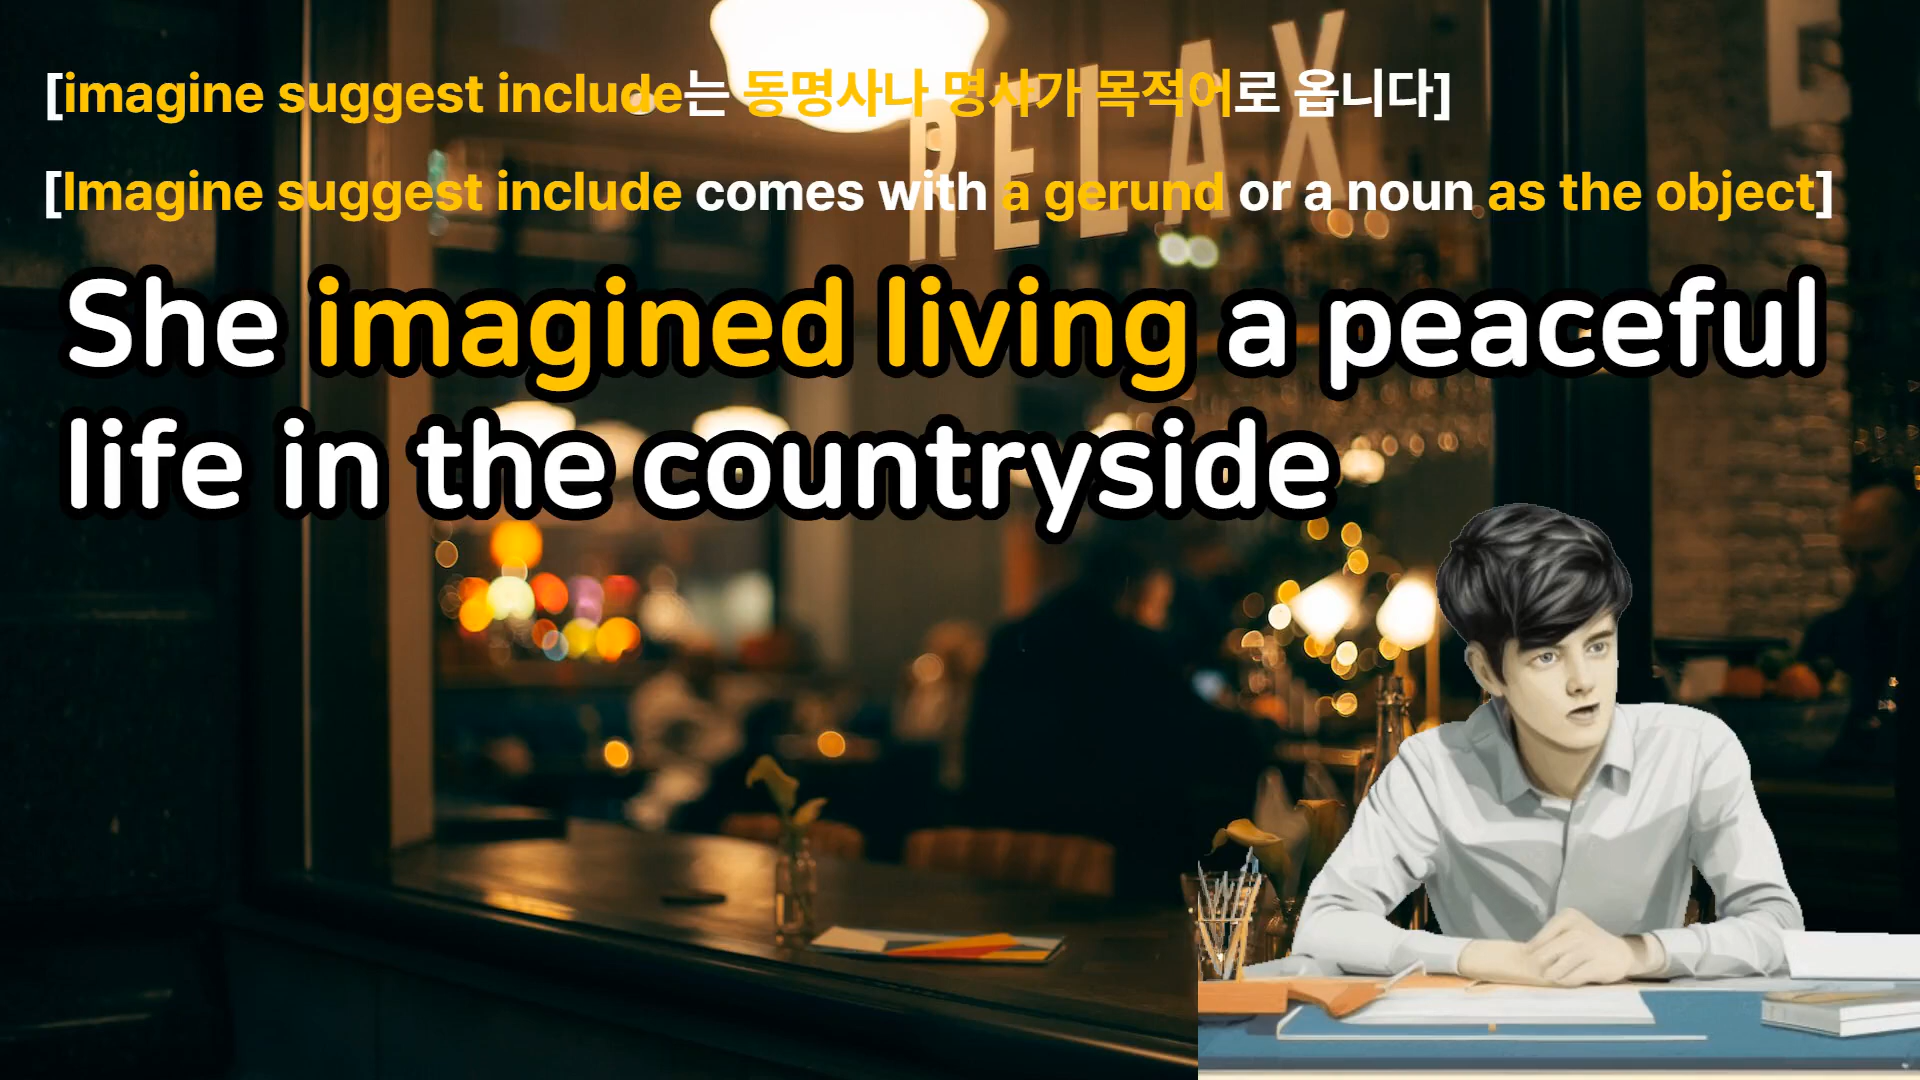 [imagine suggest include는 동명사나 명사가 목적어로 옵니다]
[Imagine suggest include comes with a gerund or a noun as the object]
She imagined living a peaceful
life in the countryside
RELAX